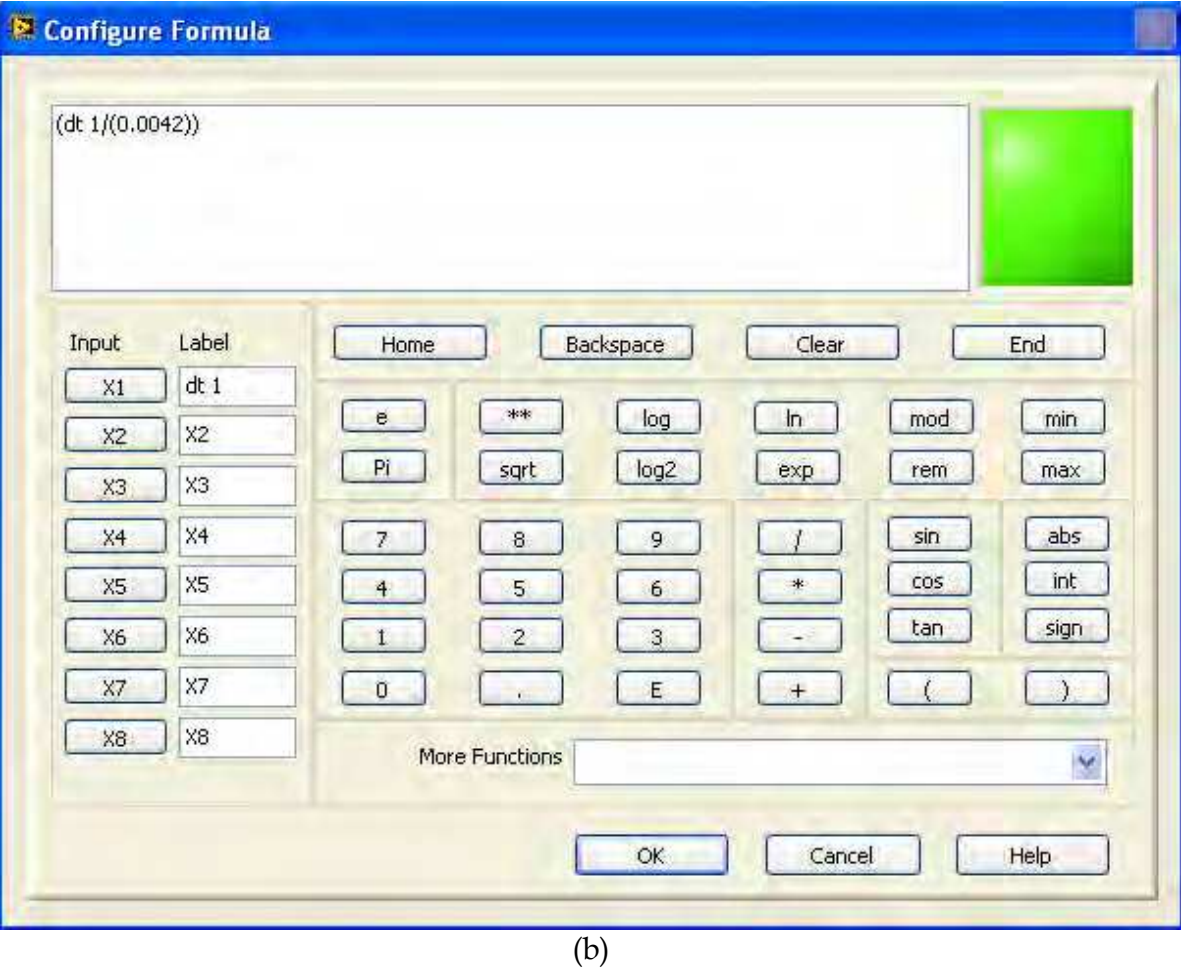 Configure Formula
(dt 1/(0.0042))
Input Label
X1 dt 1
X2 X2
X3 X3
X4 X4
X5 X5
X6 X6
X7 X7
X8 X8
Home Backspace Clear End
e ** log ln mod min
Pi sqrt log2 exp rem max
7 8 9 / sin abs
4 5 6 * cos int
1 2 3 - tan sign
0 . E + ( )
More Functions
OK Cancel Help
(b)